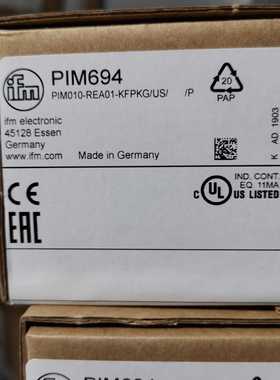 ifm
PIM694
PIM010-REA01-KFPKG/US/ /P
ifm electronic
45128 Essen
Germany
www.ifm.com
Made in Germany
20
PAP
K AD 1903
CE
EAC
C UL US LISTED
IND. CONT.
EQ. 11MA
ifm